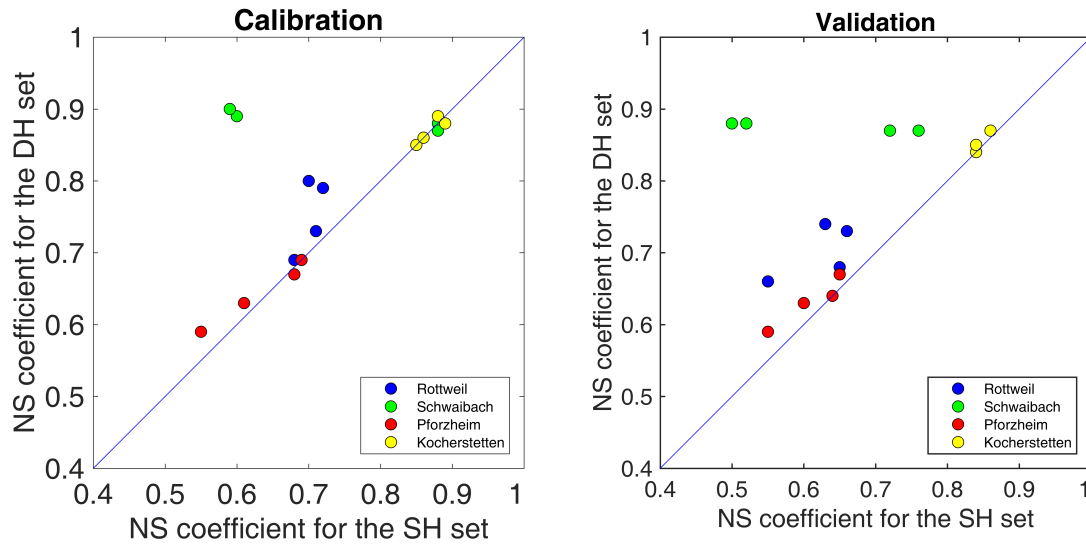 Calibration
1
0.9
0.8
0.7
0.6
0.5
0.4
NS coefficient for the DH set
0.4 0.5 0.6 0.7 0.8 0.9 1
NS coefficient for the SH set
Rottweil
Schwaibach
Pforzheim
Kocherstetten
Validation
1
0.9
0.8
0.7
0.6
0.5
0.4
NS coefficient for the DH set
0.4 0.5 0.6 0.7 0.8 0.9 1
NS coefficient for the SH set
Rottweil
Schwaibach
Pforzheim
Kocherstetten